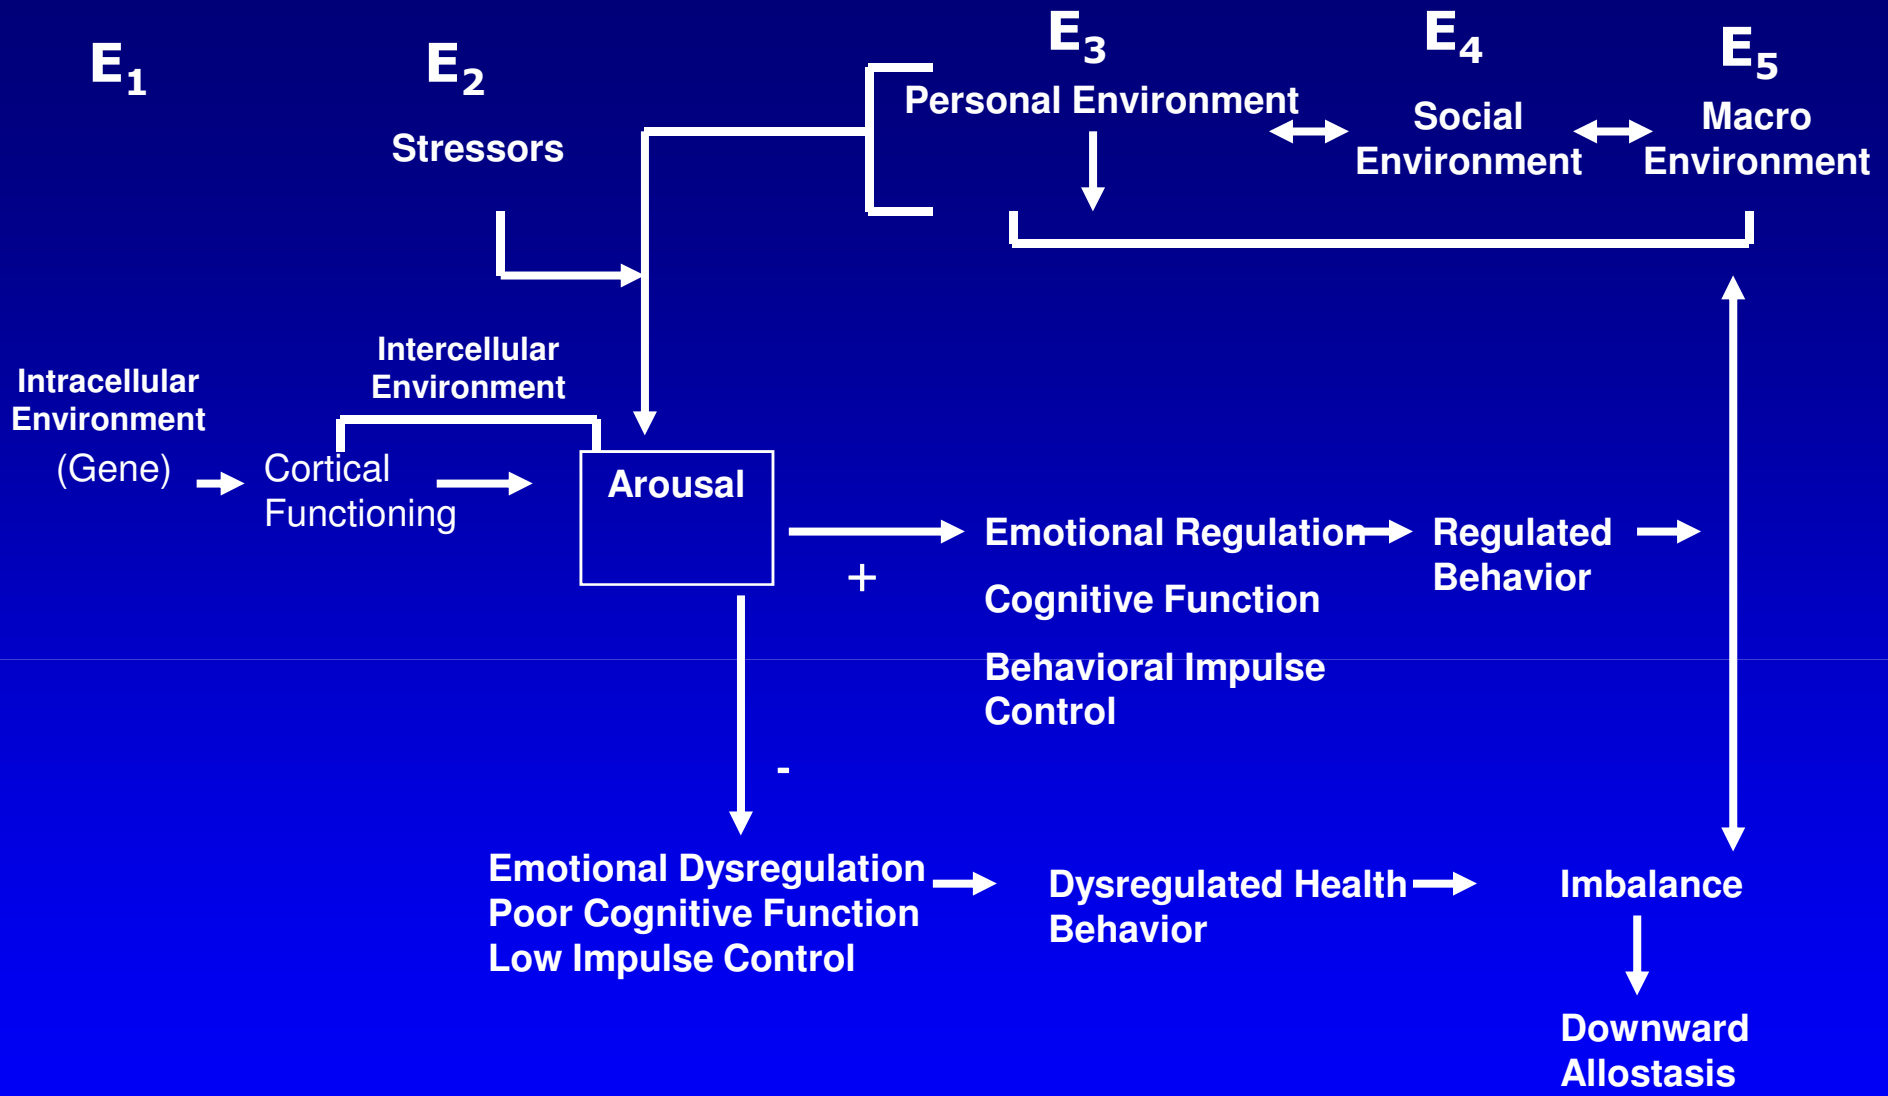 E1
E2
E3
E4
E5
Personal Environment
Social
Environment
Macro
Environment
Stressors
Intercellular
Environment
Intracellular
Environment
(Gene)
Cortical
Functioning
Arousal
+
Emotional Regulation
Cognitive Function
Behavioral Impulse
Control
Regulated
Behavior
-
Emotional Dysregulation
Poor Cognitive Function
Low Impulse Control
Dysregulated Health
Behavior
Imbalance
Downward
Allostasis